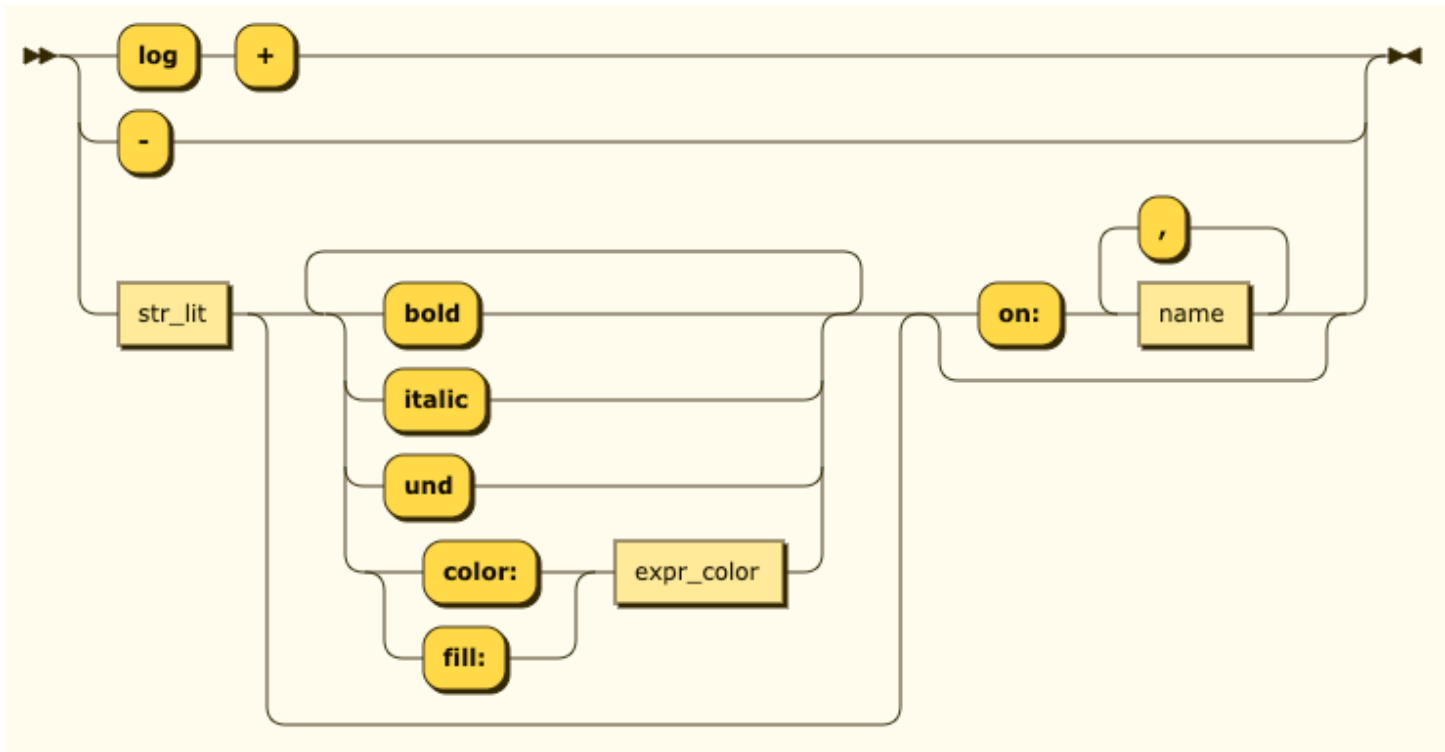 log +
-
,
str_lit bold on: name
italic
und
color: expr_color
fill: